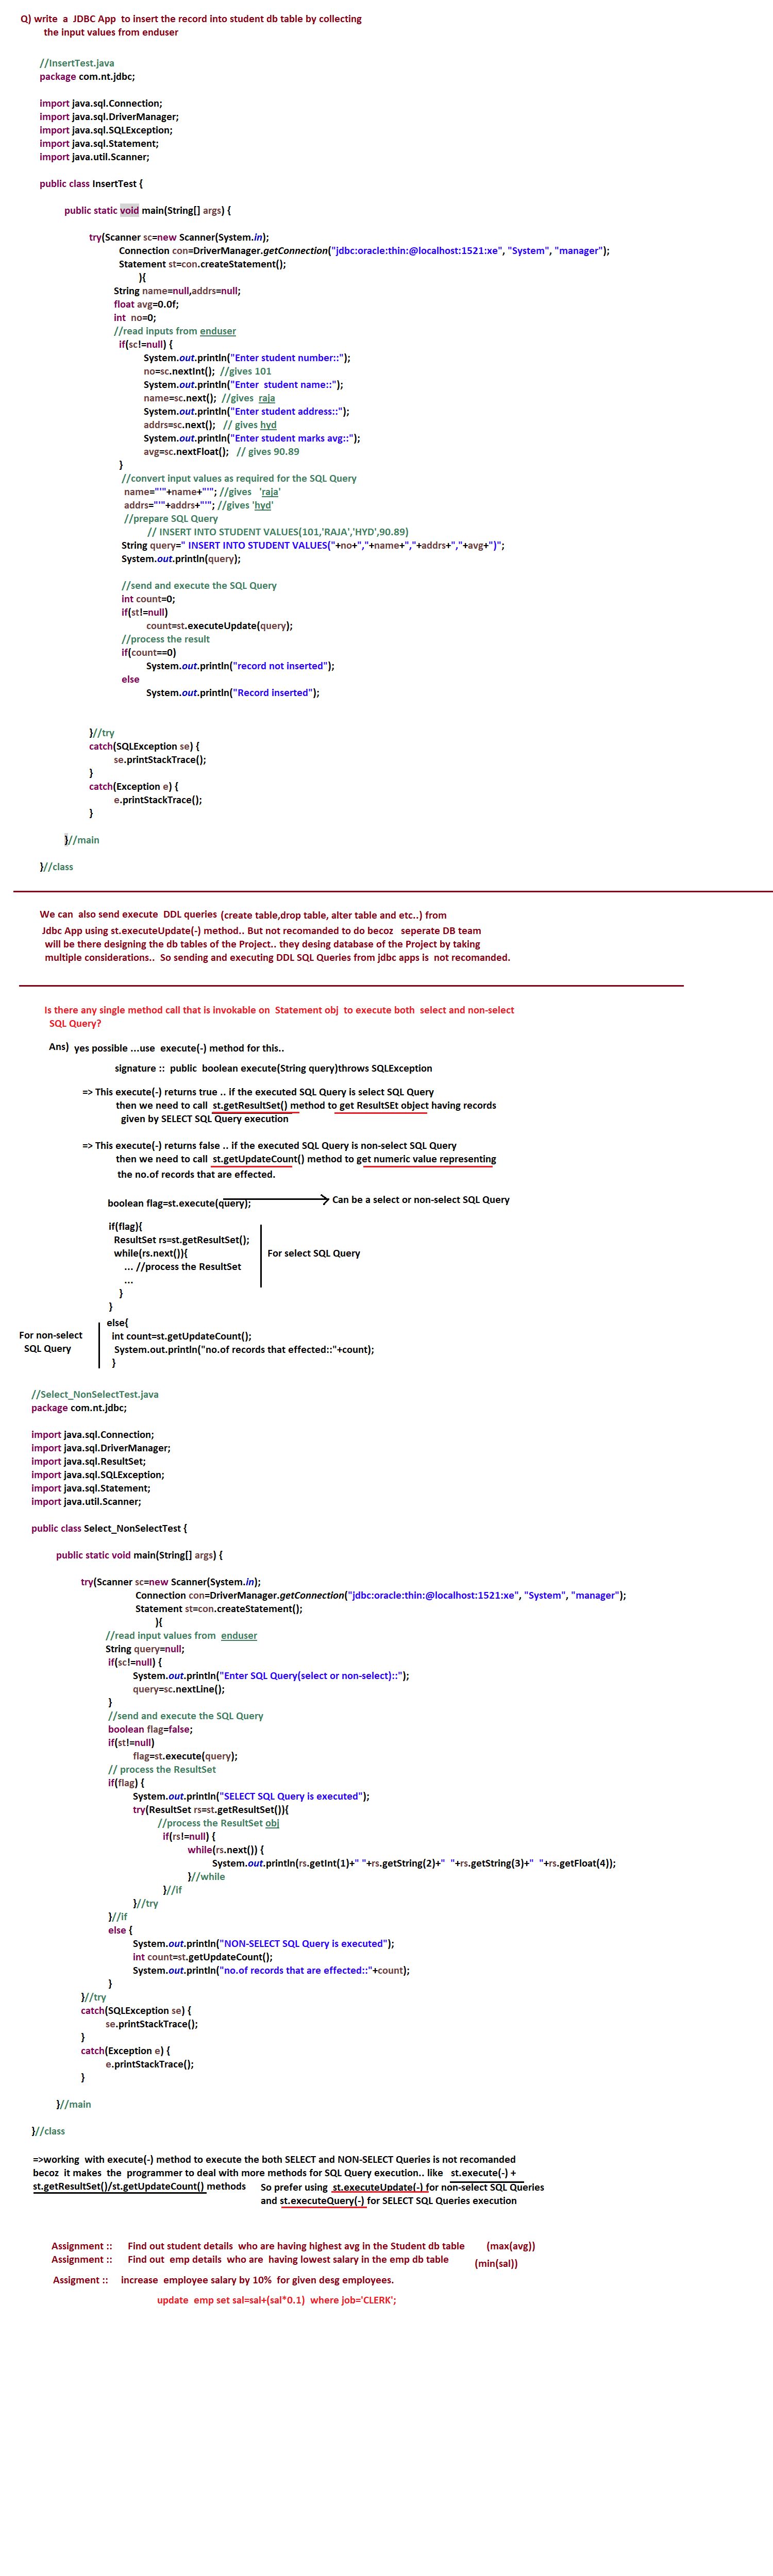 Q) write a JDBC App to insert the record into student db table by collecting
the input values from enduser
//InsertTest.java
package com.nt.jdbc;
import java.sql.Connection;
import java.sql.DriverManager;
import java.sql.SQLException;
import java.sql.Statement;
import java.util.Scanner;
public class InsertTest {
public static void main(String[] args) {
try(Scanner sc=new Scanner(System.in);
Connection con=DriverManager.getConnection("jdbc:oracle:thin:@localhost:1521:xe", "System", "manager");
Statement st=con.createStatement();
){
String name=null,addrs=null;
float avg=0.0f;
int no=0;
//read inputs from enduser
if(sc!=null) {
System.out.println("Enter student number::");
no=sc.nextInt(); //gives 101
System.out.println("Enter student name::");
name=sc.next(); //gives raja
System.out.println("Enter student address::");
addrs=sc.next(); // gives hyd
System.out.println("Enter student marks avg::");
avg=sc.nextFloat(); // gives 90.89
}
//convert input values as required for the SQL Query
name="'"+name+"'"; //gives 'raja'
addrs="'"+addrs+"'"; //gives 'hyd'
//prepare SQL Query
// INSERT INTO STUDENT VALUES(101,'RAJA','HYD',90.89)
String query=" INSERT INTO STUDENT VALUES("+no+","+name+","+addrs+","+avg+")";
System.out.println(query);
//send and execute the SQL Query
int count=0;
if(st!=null)
count=st.executeUpdate(query);
//process the result
if(count==0)
System.out.println("record not inserted");
else
System.out.println("Record inserted");
}//try
catch(SQLException se) {
se.printStackTrace();
}
catch(Exception e) {
e.printStackTrace();
}
}//main
}//class
We can also send execute DDL queries (create table,drop table, alter table and etc..) from
Jdbc App using st.executeUpdate(-) method.. But not recomanded to do becoz seperate DB team
will be there designing the db tables of the Project.. they desing database of the Project by taking
multiple considerations.. So sending and executing DDL SQL Queries from jdbc apps is not recomanded.
Is there any single method call that is invokable on Statement obj to execute both select and non-select
SQL Query?
Ans) yes possible ...use execute(-) method for this..
signature :: public boolean execute(String query)throws SQLException
=> This execute(-) returns true .. if the executed SQL Query is select SQL Query
then we need to call st.getResultSet() method to get ResultSEt object having records
given by SELECT SQL Query execution
=> This execute(-) returns false .. if the executed SQL Query is non-select SQL Query
then we need to call st.getUpdateCount() method to get numeric value representing
the no.of records that are effected.
boolean flag=st.execute(query); Can be a select or non-select SQL Query
if(flag){
ResultSet rs=st.getResultSet();
while(rs.next()){ For select SQL Query
... //process the ResultSet
...
}
}
else{
For non-select int count=st.getUpdateCount();
SQL Query System.out.println("no.of records that effected::"+count);
}
//Select_NonSelectTest.java
package com.nt.jdbc;
import java.sql.Connection;
import java.sql.DriverManager;
import java.sql.ResultSet;
import java.sql.SQLException;
import java.sql.Statement;
import java.util.Scanner;
public class Select_NonSelectTest {
public static void main(String[] args) {
try(Scanner sc=new Scanner(System.in);
Connection con=DriverManager.getConnection("jdbc:oracle:thin:@localhost:1521:xe", "System", "manager");
Statement st=con.createStatement();
){
//read input values from enduser
String query=null;
if(sc!=null) {
System.out.println("Enter SQL Query(select or non-select)::");
query=sc.nextLine();
}
//send and execute the SQL Query
boolean flag=false;
if(st!=null)
flag=st.execute(query);
// process the ResultSet
if(flag) {
System.out.println("SELECT SQL Query is executed");
try(ResultSet rs=st.getResultSet()){
//process the ResultSet obj
if(rs!=null) {
while(rs.next()) {
System.out.println(rs.getInt(1)+" "+rs.getString(2)+" "+rs.getString(3)+" "+rs.getFloat(4));
}//while
}//if
}//try
}//if
else {
System.out.println("NON-SELECT SQL Query is executed");
int count=st.getUpdateCount();
System.out.println("no.of records that are effected::"+count);
}
}//try
catch(SQLException se) {
se.printStackTrace();
}
catch(Exception e) {
e.printStackTrace();
}
}//main
}//class
=>working with execute(-) method to execute the both SELECT and NON-SELECT Queries is not recomanded
becoz it makes the programmer to deal with more methods for SQL Query execution.. like st.execute(-) +
st.getResultSet()/st.getUpdateCount() methods So prefer using st.executeUpdate(-) for non-select SQL Queries
and st.executeQuery(-) for SELECT SQL Queries execution
Assignment :: Find out student details who are having highest avg in the Student db table (max(avg))
Assignment :: Find out emp details who are having lowest salary in the emp db table (min(sal))
Assigment :: increase employee salary by 10% for given desg employees.
update emp set sal=sal+(sal*0.1) where job='CLERK';